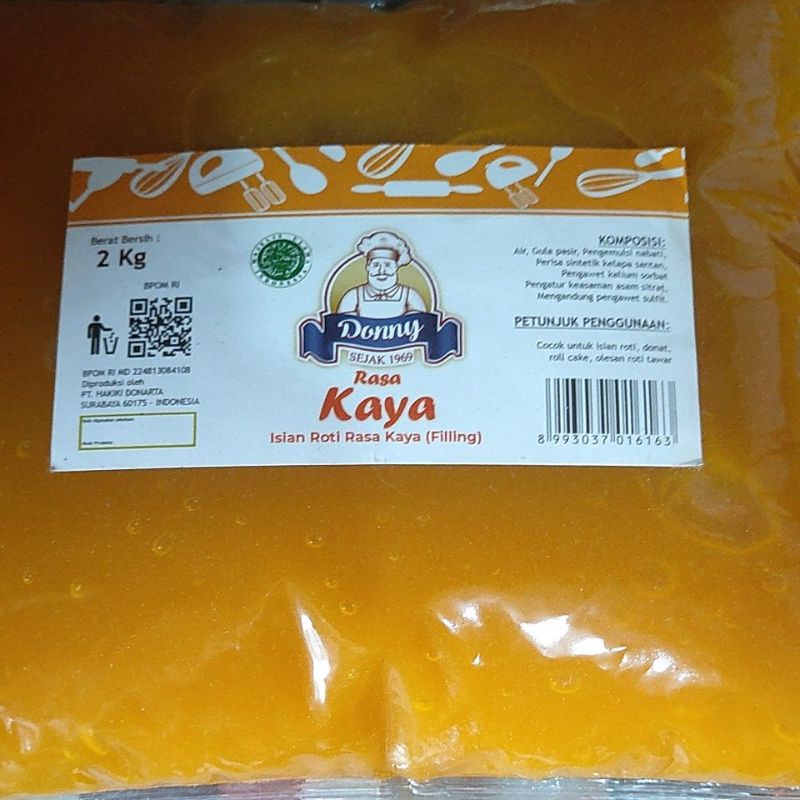 Berat Bersih :
2 Kg
BPOM RI
BPOM RI MD 224813084108
Diproduksi oleh
PT. HAKIKI DONARTA
SURABAYA 60175 - INDONESIA
Donny
SEJAK 1969
Rasa
Kaya
Isian Roti Rasa Kaya (Filling)
KOMPOSISI:
Air, Gula pasir, Pengemulsi nabati,
Perisa sintetik kelapa santan,
Pengawet kalium sorbat
Pengatur keasaman asam sitrat,
Mengandung pengawet sulfit.
PETUNJUK PENGGUNAAN:
Cocok untuk isian roti, donat,
roll cake, olesan roti tawar
8 993037 016163